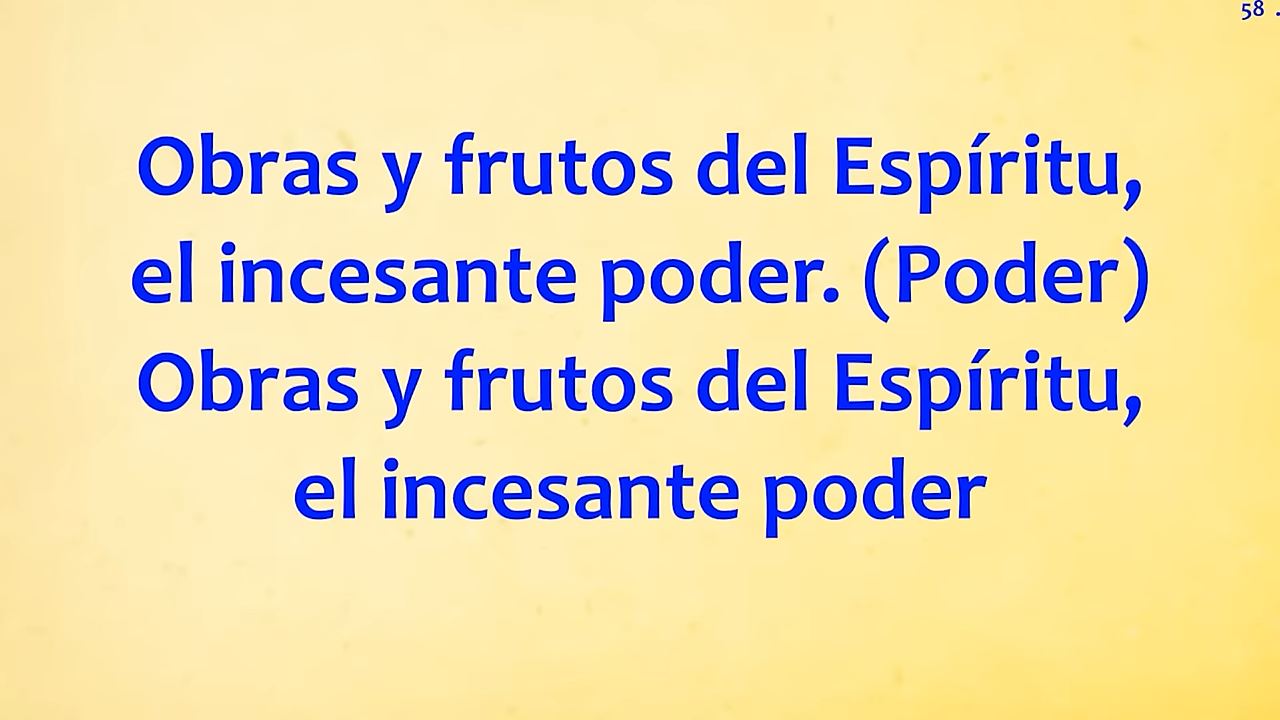 58 .
Obras y frutos del Espíritu,
el incesante poder. (Poder)
Obras y frutos del Espíritu,
el incesante poder